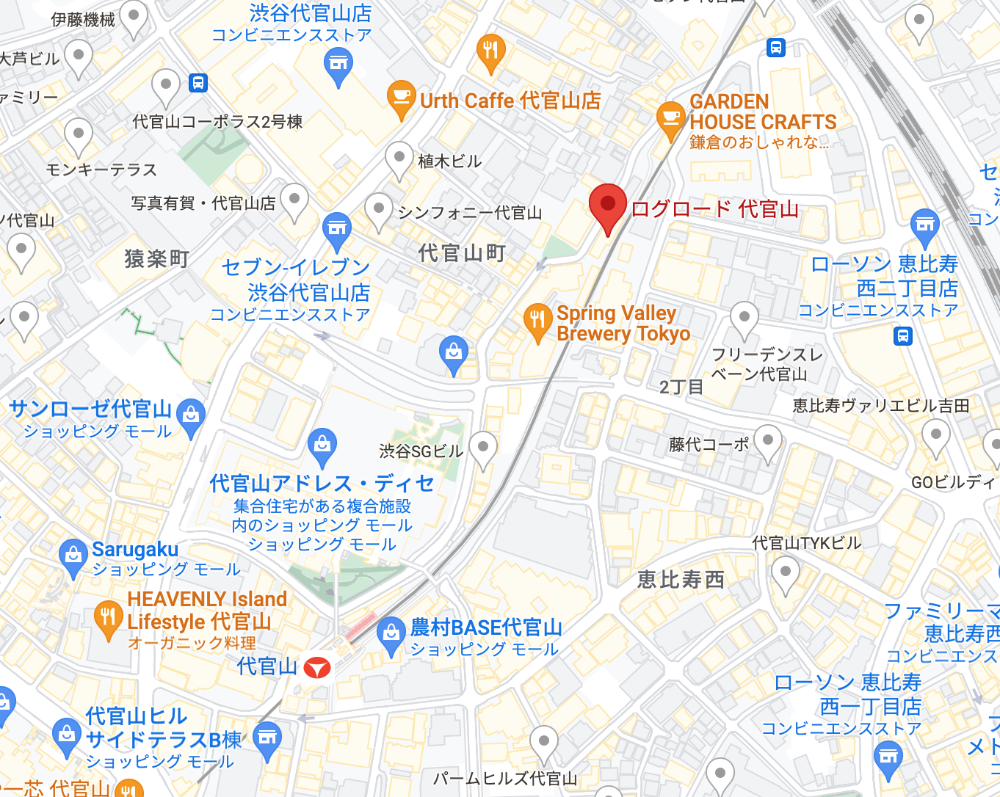 伊藤機械
渋谷代官山店
コンビニエンスストア
大芦ビル
ァミリー
代官山コーポラス2号棟
モンキーテラス
Urth Caffe 代官山店
GARDEN
HOUSE CRAFTS
鎌倉のおしゃれな...
植木ビル
写真有賀・代官山店
シンフォニー代官山
ログロード 代官山
代官山
猿楽町
代官山町
セブン-イレブン
渋谷代官山店
コンビニエンスストア
セ
コン
ローソン 恵比寿
西二丁目店
コンビニエンスストア
Spring Valley
Brewery Tokyo
フリーデンスレ
ベーン代官山
2丁目
恵比寿ヴァリエビル吉田
サンローゼ代官山
ショッピング モール
渋谷SGビル
藤代コーポ
GOビルディ
代官山アドレス・ディセ
集合住宅がある複合施設
内のショッピング モール
ショッピング モール
Sarugaku
ショッピング モール
代官山TYKビル
恵比寿西
HEAVENLY Island
Lifestyle 代官山
オーガニック料理
農村BASE代官山
ショッピング モール
代官山
ファミリーマ
恵比寿西
コンビニエンス
ローソン 恵比寿
西一丁目店
コンビニエンスストア
代官山ヒル
サイドテラスB棟
ショッピング モール
メト
パームヒルズ代官山
一芯 代官山